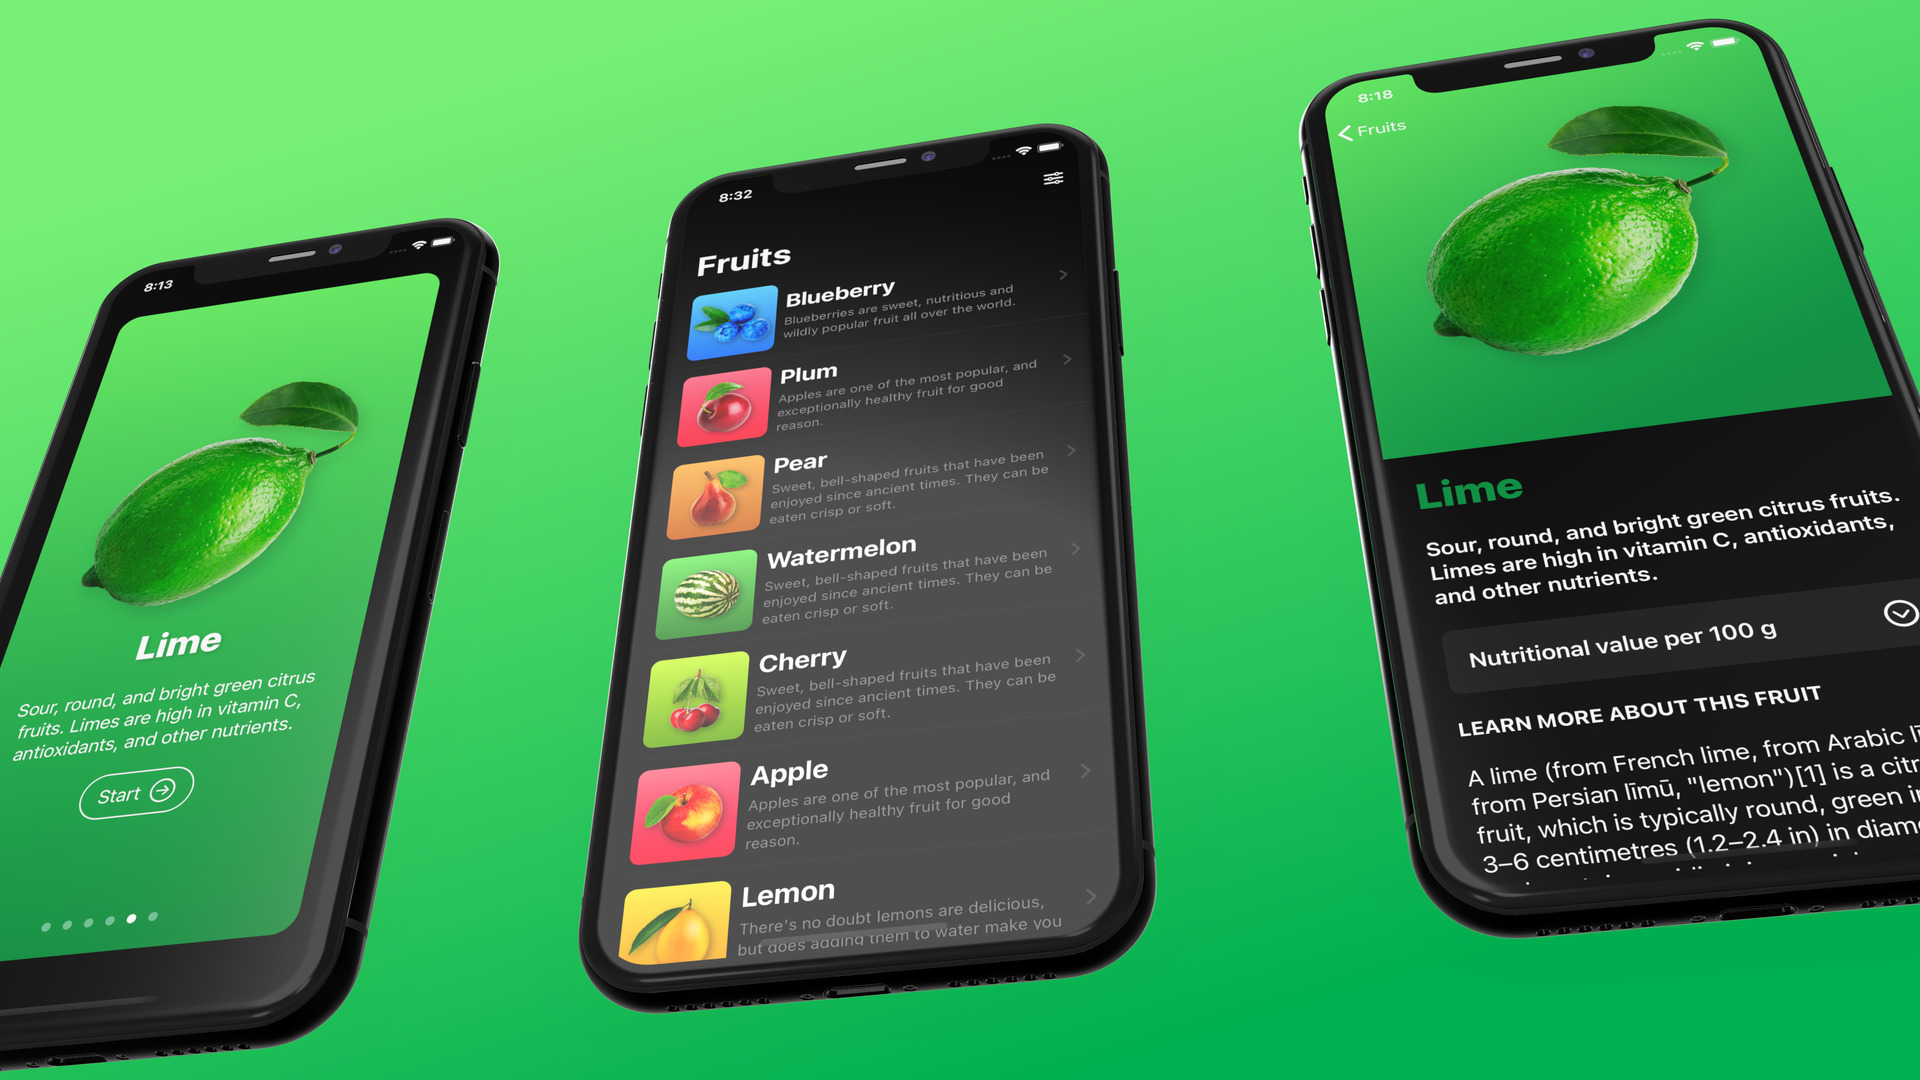 8:13
Lime
Sour, round, and bright green citrus
fruits. Limes are high in vitamin C,
antioxidants, and other nutrients.
Start
8:32
Fruits
Blueberry
Blueberries are sweet, nutritious and
wildly popular fruit all over the world.
Plum
Apples are one of the most popular, and
exceptionally healthy fruit for good
reason.
Pear
Sweet, bell-shaped fruits that have been
enjoyed since ancient times. They can be
eaten crisp or soft.
Watermelon
Sweet, bell-shaped fruits that have been
enjoyed since ancient times. They can be
eaten crisp or soft.
Cherry
Sweet, bell-shaped fruits that have been
enjoyed since ancient times. They can be
eaten crisp or soft.
Apple
Apples are one of the most popular, and
exceptionally healthy fruit for good
reason.
Lemon
There's no doubt lemons are delicious,
but does adding them to water make you
8:18
Fruits
Lime
Sour, round, and bright green citrus fruits.
Limes are high in vitamin C, antioxidants,
and other nutrients.
Nutritional value per 100 g
LEARN MORE ABOUT THIS FRUIT
A lime (from French lime, from Arabic
from Persian līmū, "lemon")[1] is a
fruit, which is typically round, green
3–6 centimetres (1.2–2.4 in) in